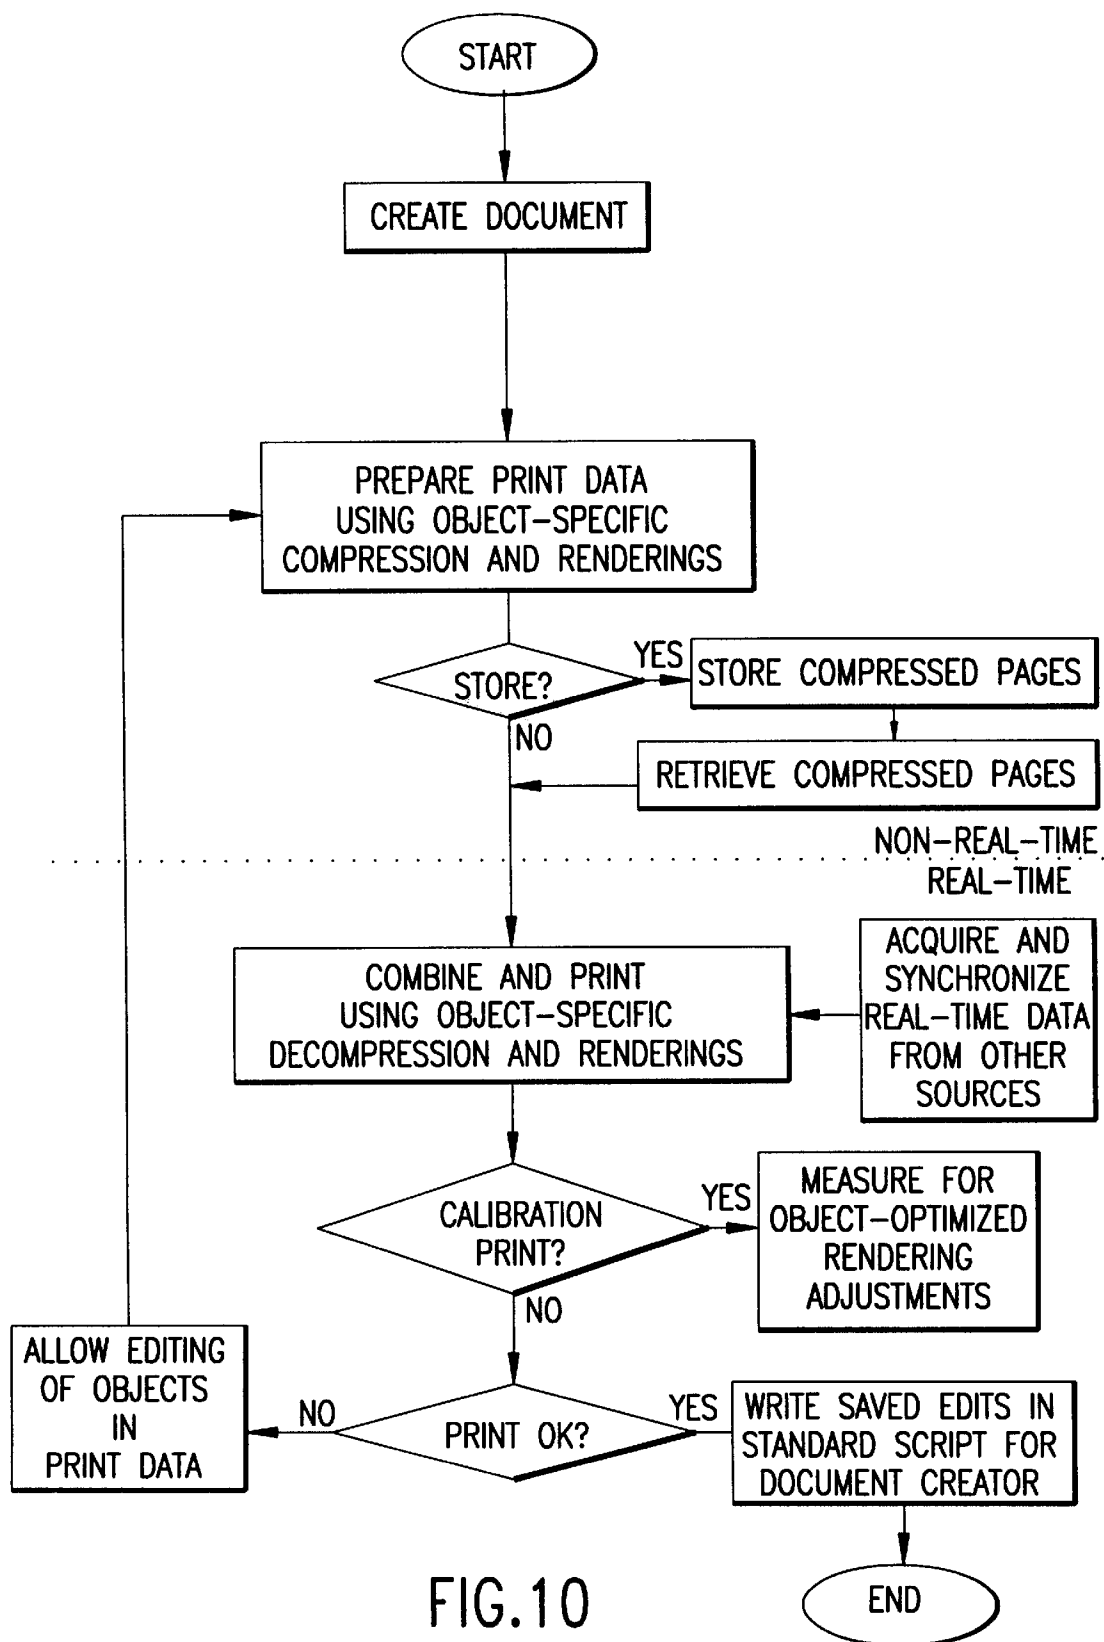 START
CREATE DOCUMENT
PREPARE PRINT DATA
USING OBJECT-SPECIFIC
COMPRESSION AND RENDERINGS
STORE?
YES
STORE COMPRESSED PAGES
NO
RETRIEVE COMPRESSED PAGES
NON-REAL-TIME
REAL-TIME
COMBINE AND PRINT
USING OBJECT-SPECIFIC
DECOMPRESSION AND RENDERINGS
ACQUIRE AND
SYNCHRONIZE
REAL-TIME DATA
FROM OTHER
SOURCES
CALIBRATION
PRINT?
YES
MEASURE FOR
OBJECT-OPTIMIZED
RENDERING
ADJUSTMENTS
NO
ALLOW EDITING
OF OBJECTS
IN
PRINT DATA
NO
PRINT OK?
YES
WRITE SAVED EDITS IN
STANDARD SCRIPT FOR
DOCUMENT CREATOR
END
FIG.10